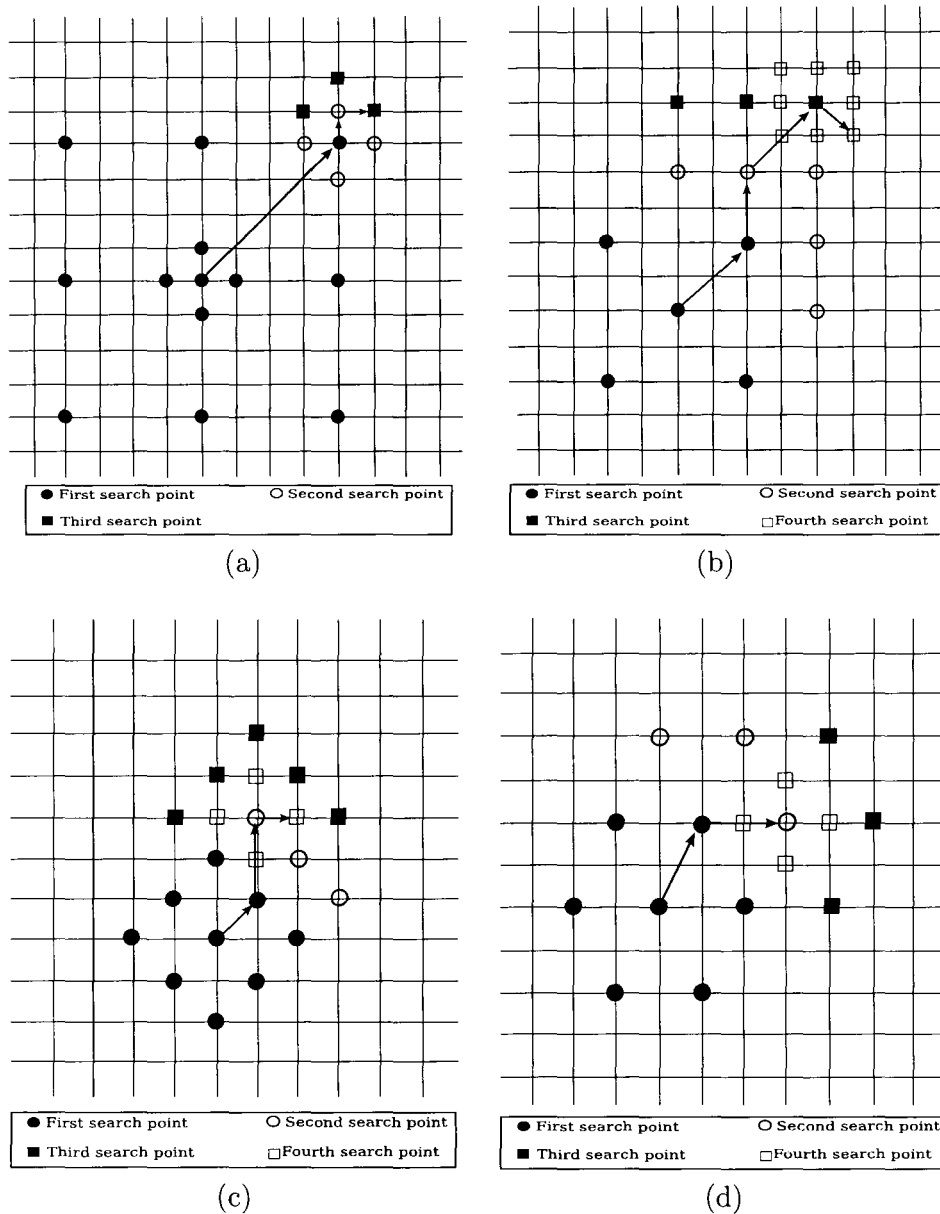 First search point Second search point
Third search point
(a)
First search point Second search point
Third search point Fourth search point
(b)
First search point Second search point
Third search point Fourth search point
(c)
First search point Second search point
Third search point Fourth search point
(d)